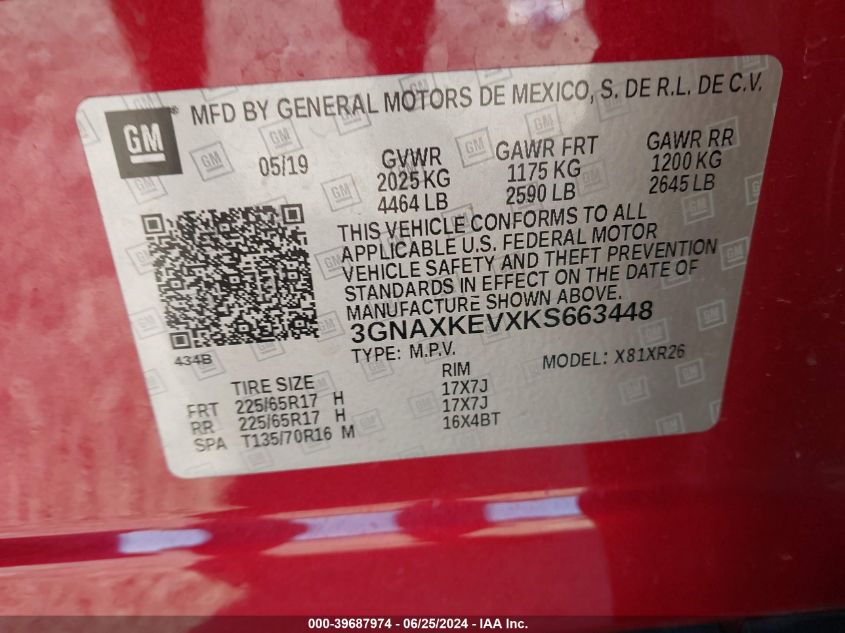 GM ® MFD BY GENERAL MOTORS DE MEXICO, S. DE R.L. DE C.V.
05/19 GVWR GAWR FRT GAWR RR
2025 KG 1175 KG 1200 KG
4464 LB 2590 LB 2645 LB
THIS VEHICLE CONFORMS TO ALL
APPLICABLE U.S. FEDERAL MOTOR
VEHICLE SAFETY AND THEFT PREVENTION
STANDARDS IN EFFECT ON THE DATE OF
MANUFACTURE SHOWN ABOVE.
3GNAXKEVXKS663448
434B TYPE: M.P.V. MODEL: X81XR26
TIRE SIZE RIM
FRT 225/65R17 H 17X7J
RR 225/65R17 H 17X7J
SPA T135/70R16 M 16X4BT
000-39687974 - 06/25/2024 - IAAI Inc.